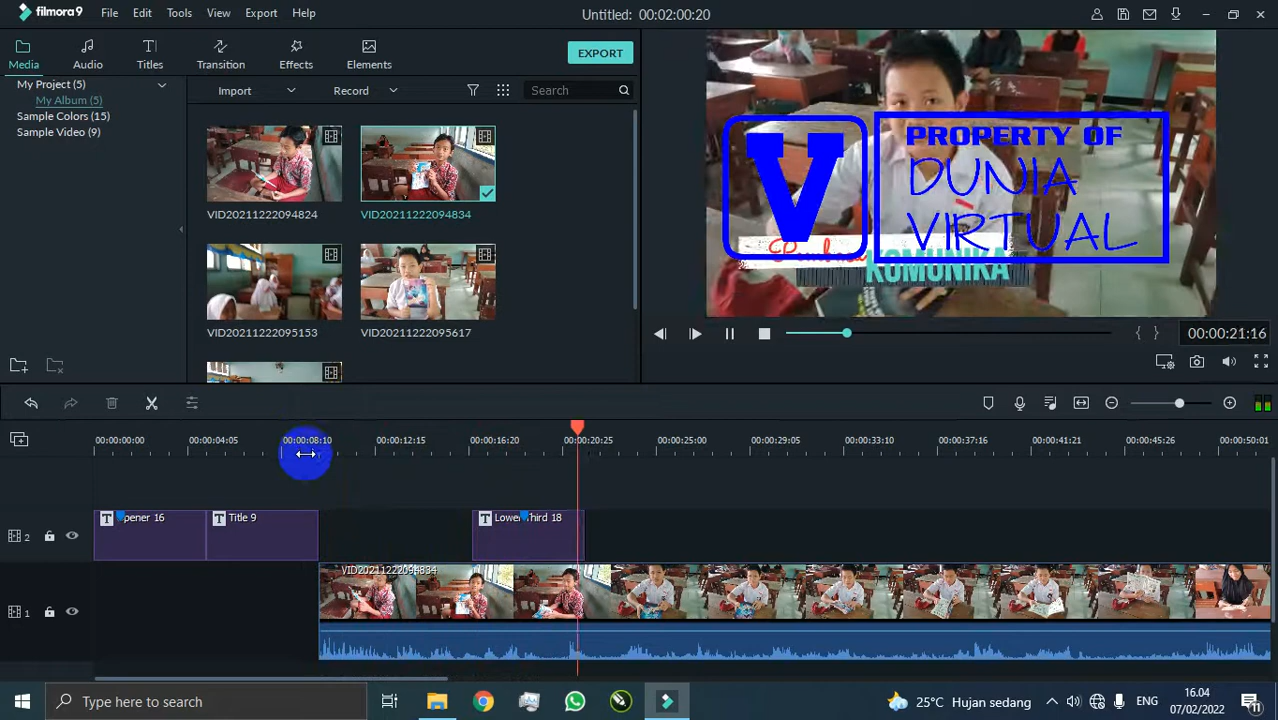 filmora9 File Edit Tools View Export Help Untitled: 00:02:00:20
Media Audio Titles Transition Effects Elements EXPORT
My Project (5)
My Album (5)
Sample Colors (15)
Sample Video (9)
Import Record Search
VID20211222094824 VID20211222094834
VID20211222095153 VID20211222095617
V
PROPERTY OF
DUNIA
VIRTUAL
KOMUNIKA
00:00:21:16
00:00:00:00 00:00:04:05 00:00:08:10 00:00:12:15 00:00:16:20 00:00:20:25 00:00:25:00 00:00:29:05 00:00:33:10 00:00:37:16 00:00:41:21 00:00:45:26 00:00:50:01
2 T pener 16 T Title 9 T Lower Third 18
VID20211222094834
1
Type here to search
25°C Hujan sedang ENG 16.04
07/02/2022 11